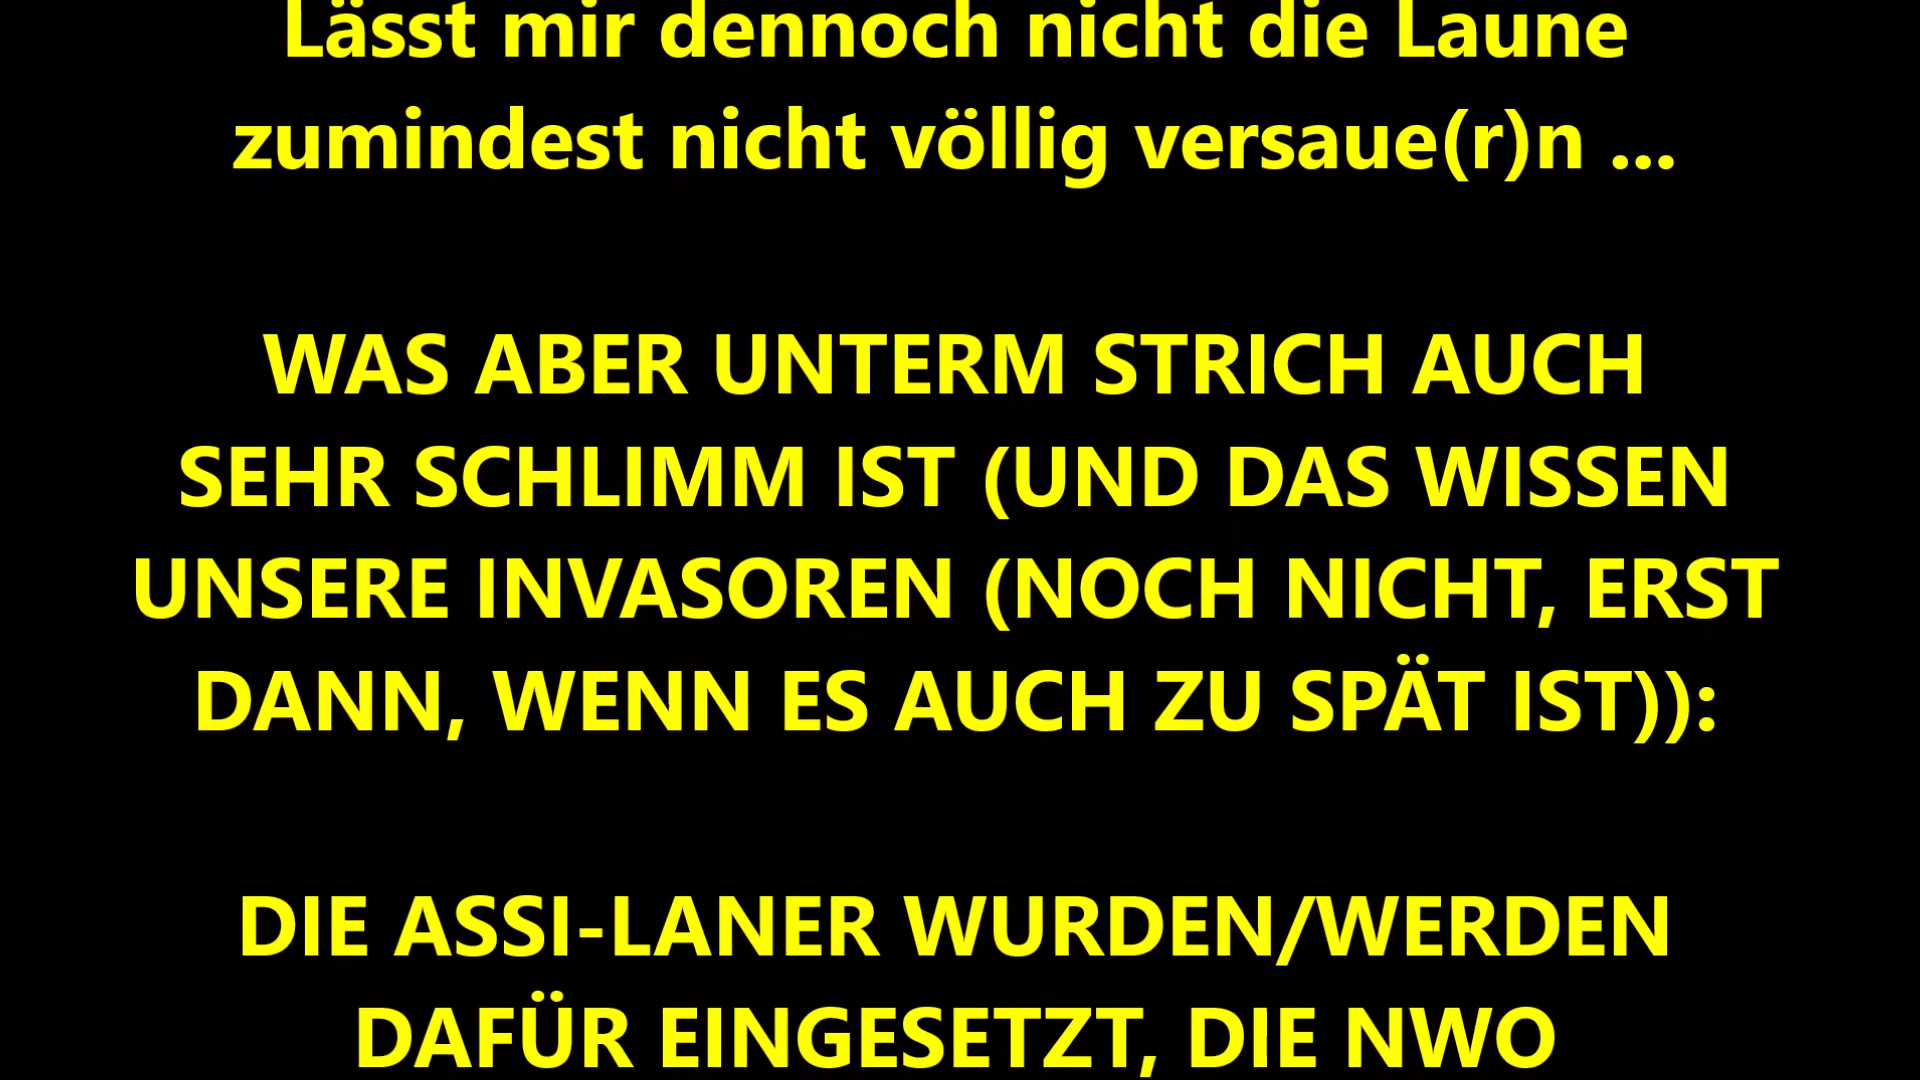 Lässt mir dennoch nicht die Laune
zumindest nicht völlig versaue(r)n ...
WAS ABER UNTERM STRICH AUCH
SEHR SCHLIMM IST (UND DAS WISSEN
UNSERE INVASOREN (NOCH NICHT, ERST
DANN, WENN ES AUCH ZU SPÄT IST)):
DIE ASSI-LANER WURDEN/WERDEN
DAFÜR EINGESETZT, DIE NWO